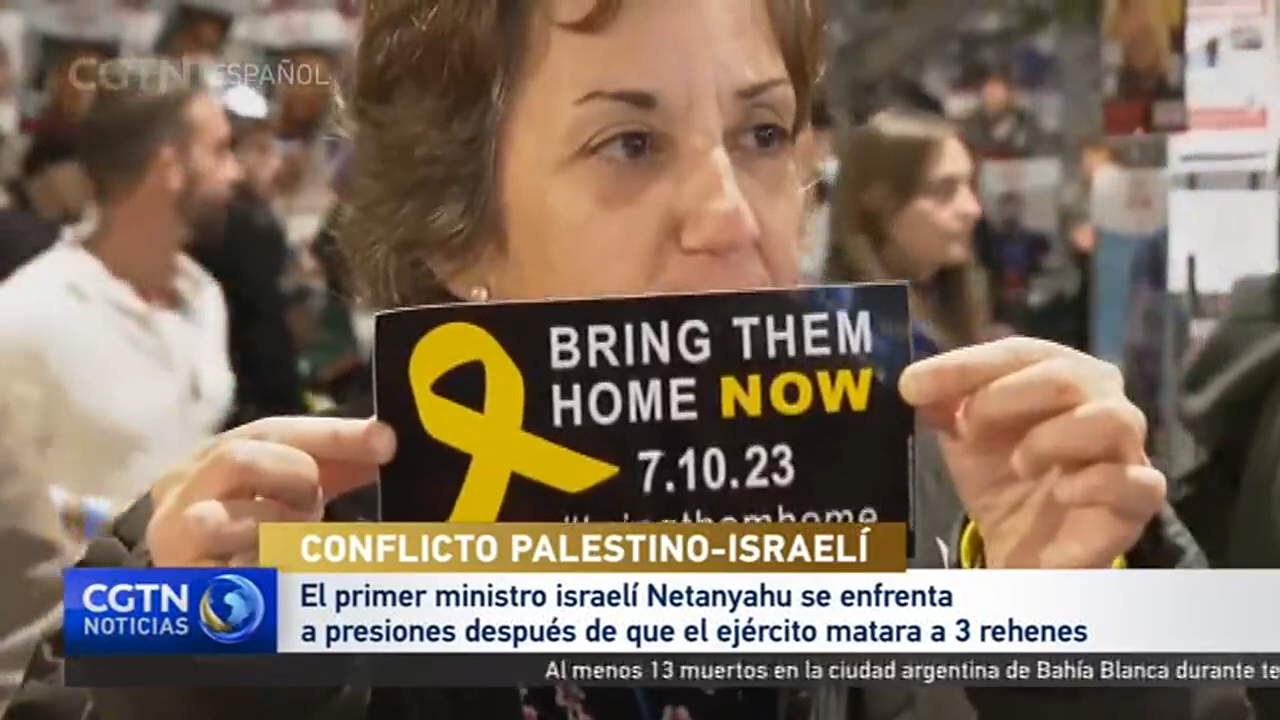 CGTN ESPAÑOL
BRING THEM
HOME NOW
7.10.23
CONFLICTO PALESTINO-ISRAELÍ
CGTN
NOTICIAS
El primer ministro israelí Netanyahu se enfrenta
a presiones después de que el ejército matara a 3 rehenes
Al menos 13 muertos en la ciudad argentina de Bahía Blanca durante te